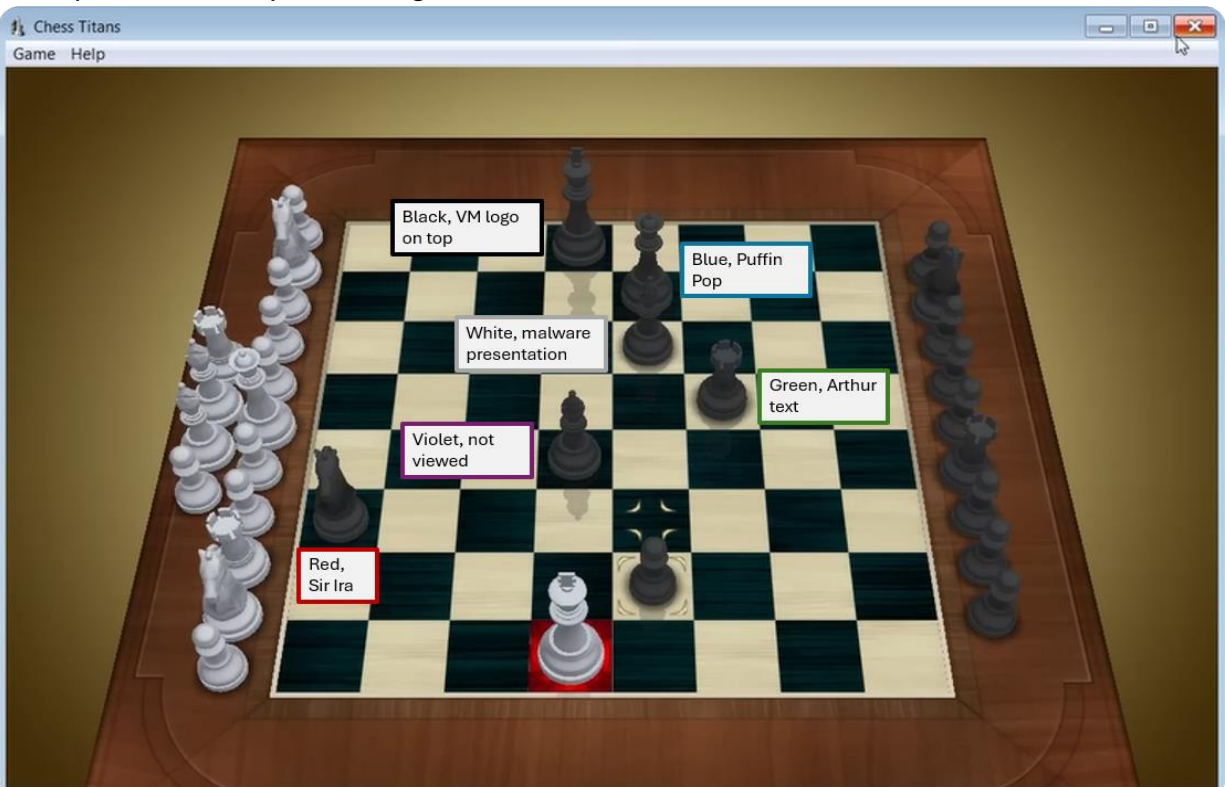 Chess Titans
Game Help
Black, VM logo
on top
Blue, Puffin
Pop
White, malware
presentation
Green, Arthur
text
Violet, not
viewed
Red,
Sir Ira